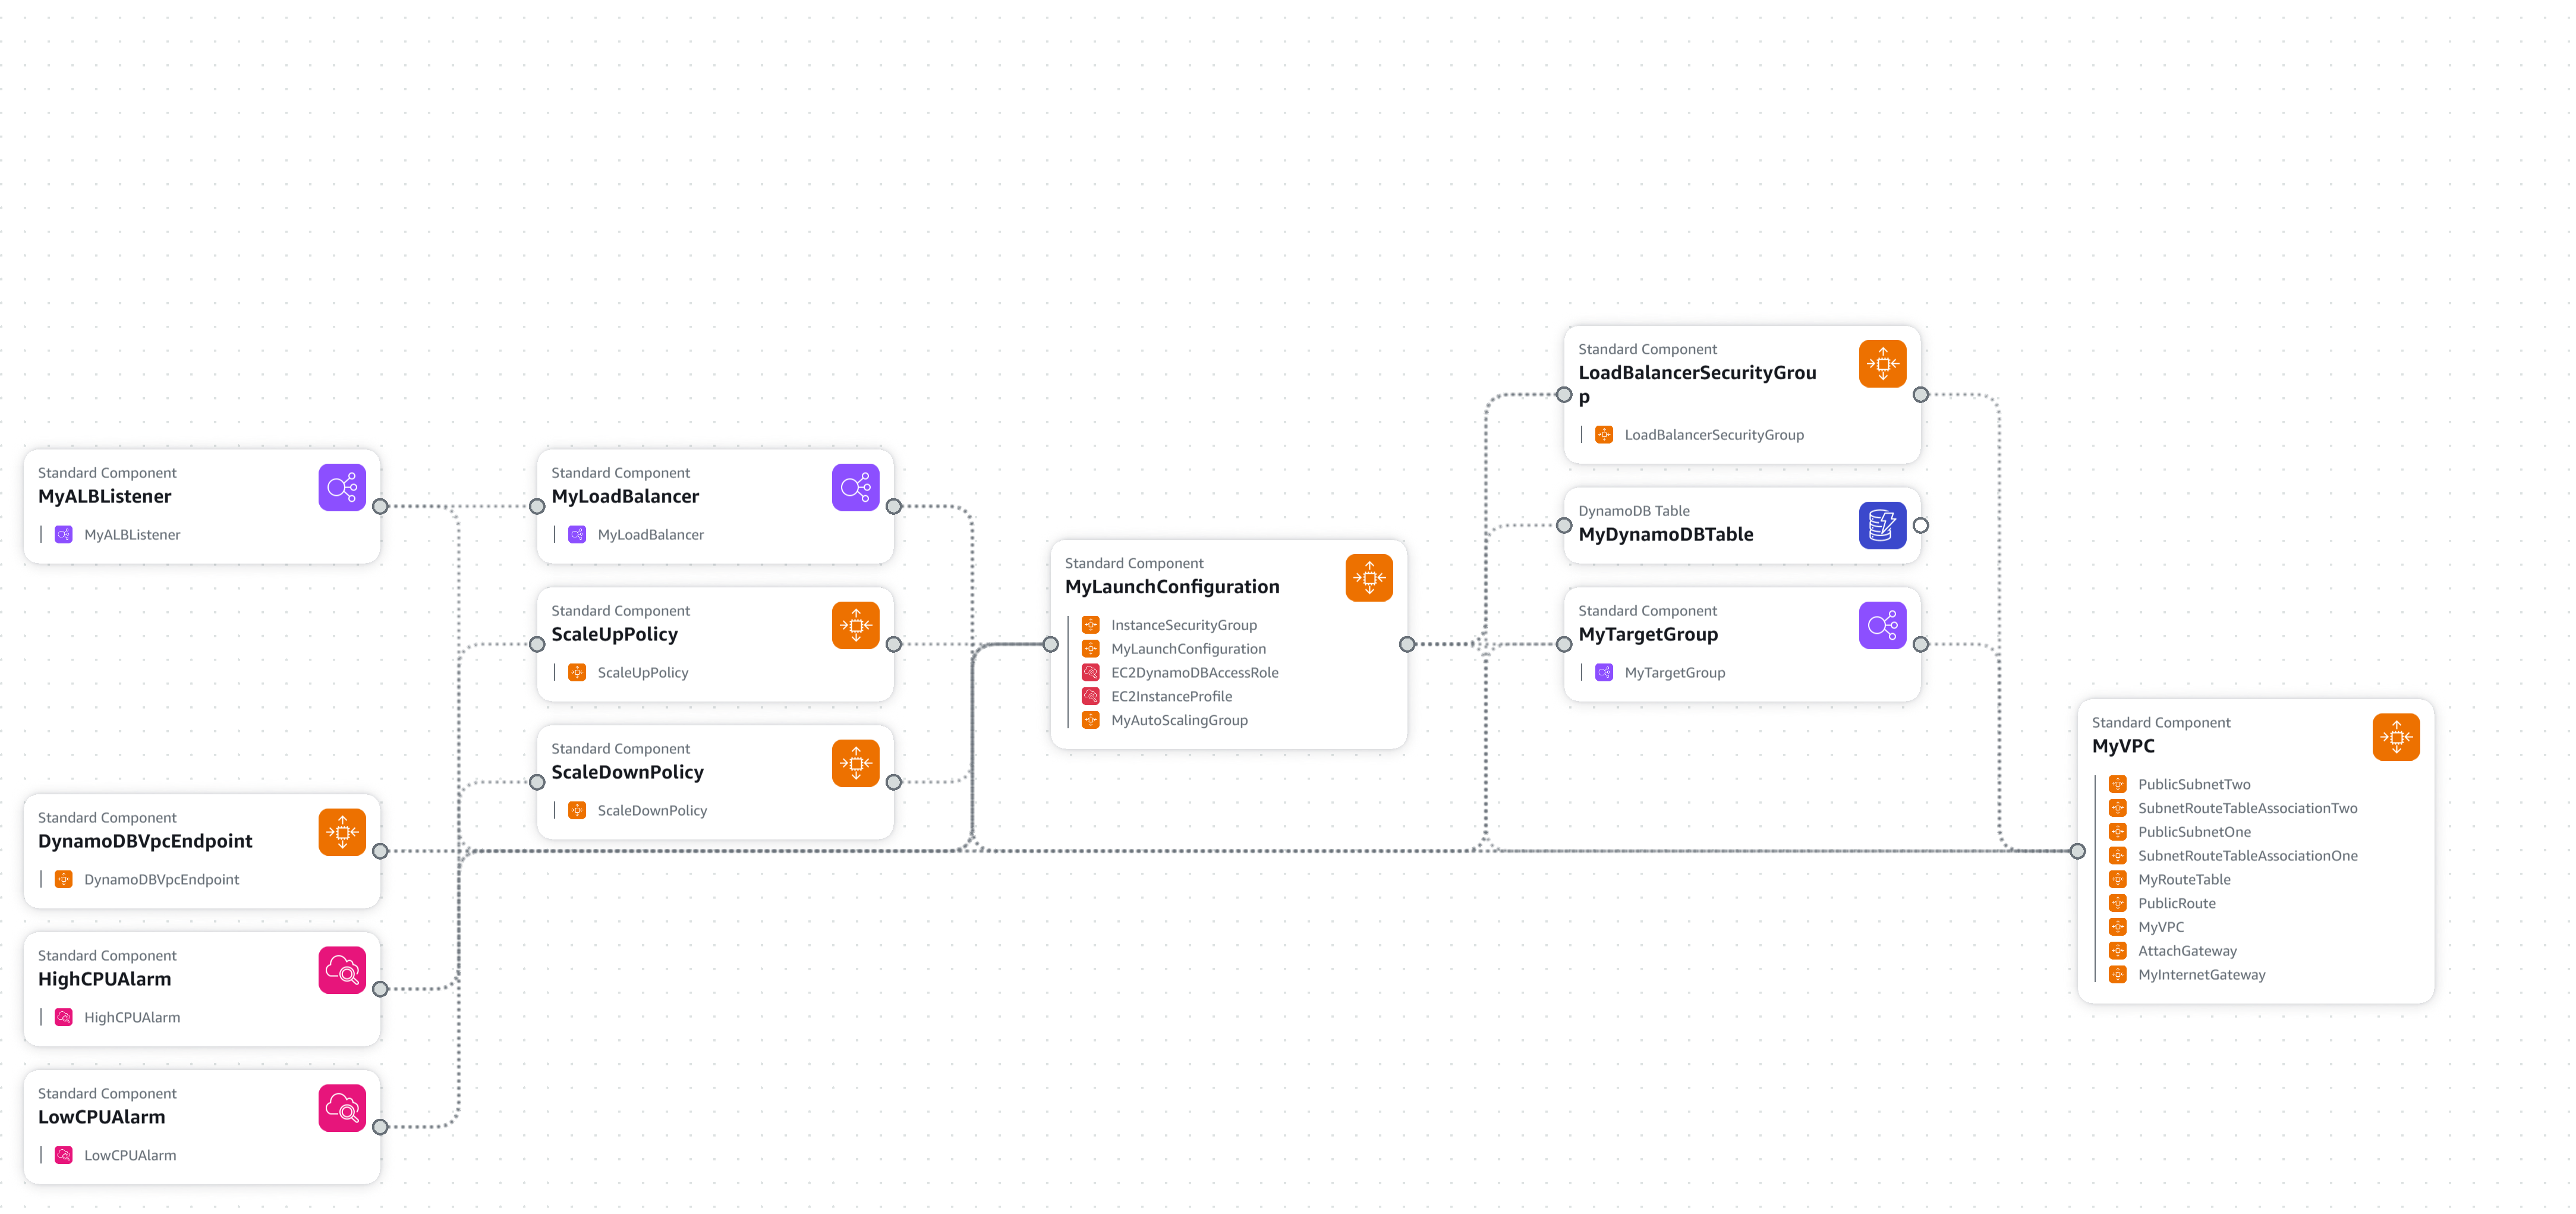 Standard Component
MyALBListener
MyALBListener
Standard Component
DynamoDBVpcEndpoint
DynamoDBVpcEndpoint
Standard Component
HighCPUAlarm
HighCPUAlarm
Standard Component
LowCPUAlarm
LowCPUAlarm
Standard Component
MyLoadBalancer
MyLoadBalancer
Standard Component
ScaleUpPolicy
ScaleUpPolicy
Standard Component
ScaleDownPolicy
ScaleDownPolicy
Standard Component
MyLaunchConfiguration
InstanceSecurityGroup
MyLaunchConfiguration
EC2DynamoDBAccessRole
EC2InstanceProfile
MyAutoScalingGroup
Standard Component
LoadBalancerSecurityGrou
p
LoadBalancerSecurityGroup
DynamoDB Table
MyDynamoDBTable
Standard Component
MyTargetGroup
MyTargetGroup
Standard Component
MyVPC
PublicSubnetTwo
SubnetRouteTableAssociationTwo
PublicSubnetOne
SubnetRouteTableAssociationOne
MyRouteTable
PublicRoute
MyVPC
AttachGateway
MyInternetGateway